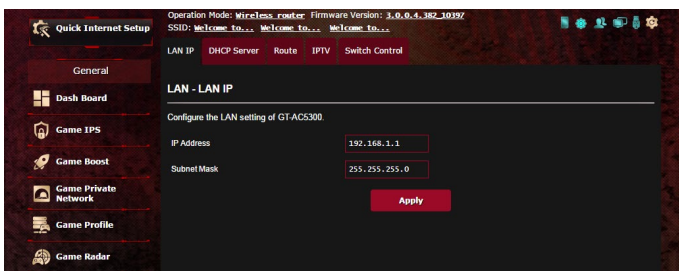 Quick Internet Setup
General
Dash Board
Game IPS
Game Boost
Game Private
Network
Game Profile
Game Radar
Operation Mode: Wireless router Firmware Version: 3.0.0.4.382_10397
SSID: Welcome to... Welcome to... Welcome to...
LAN IP DHCP Server Route IPTV Switch Control
LAN - LAN IP
Configure the LAN setting of GT-AC5300.
IP Address 192.168.1.1
Subnet Mask 255.255.255.0
Apply